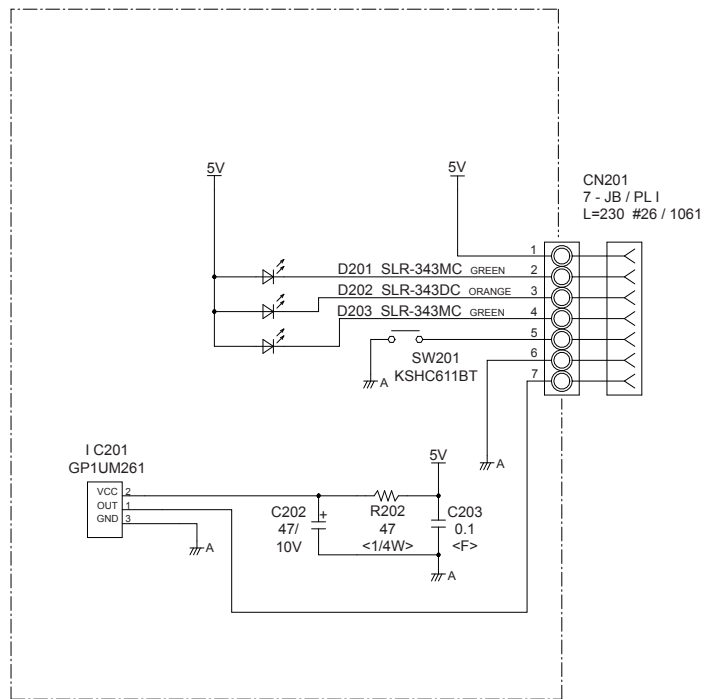 5V
5V
CN201
7 - JB / PL I
L=230 #26 / 1061
1
D201 SLR-343MC GREEN 2
D202 SLR-343DC ORANGE 3
D203 SLR-343MC GREEN 4
5
SW201
KSHC611BT
A
6
7
A
I C201
GP1UM261
VCC 2
OUT 1
GND 3
A
5V
C202
47/
10V
+
R202
47
<1/4W>
C203
0.1
<F>
A